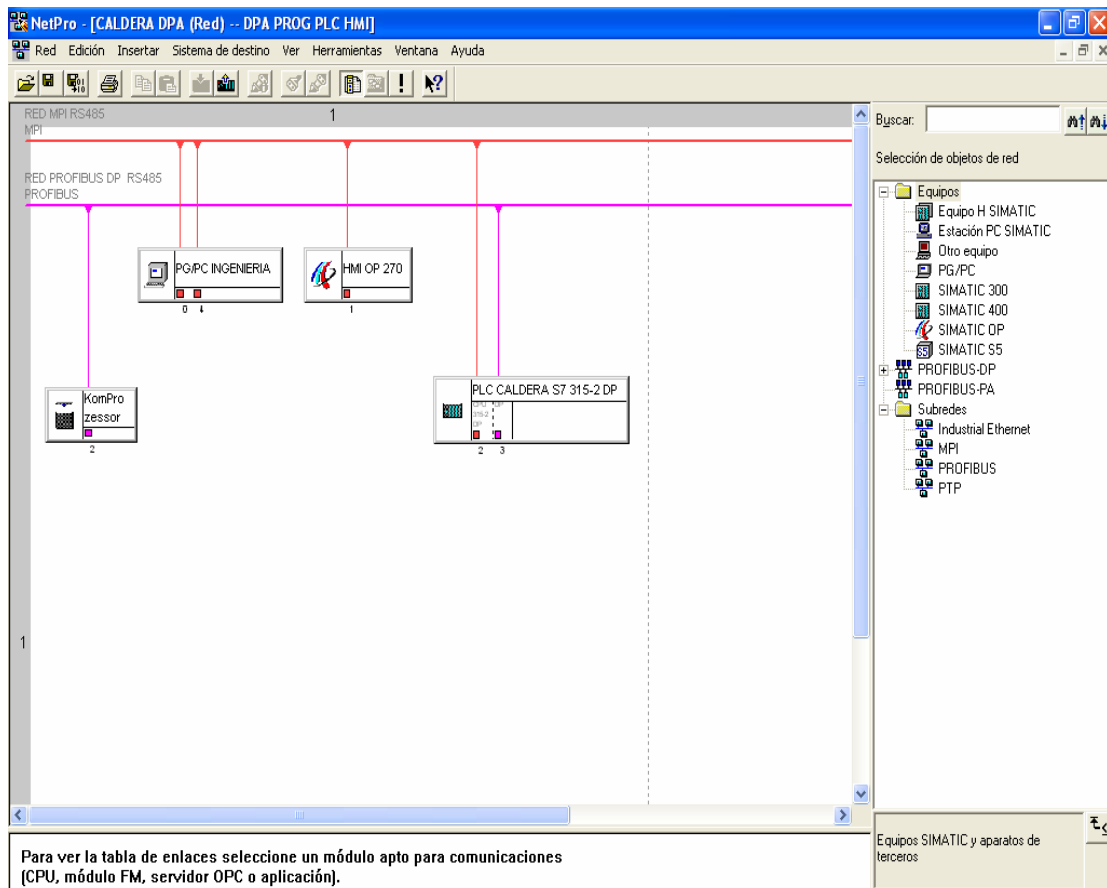 NetPro - [CALDERA DPA (Red) -- DPA PROG PLC HMI]
Red Edición Insertar Sistema de destino Ver Herramientas Ventana Ayuda
RED MPI RS485
MPI
1
RED PROFIBUS DP RS485
PROFIBUS
PG/PC INGENIERIA
0
HMI OP 270
1
KomPro
zessor
2
PLC CALDERA S7 315-2 DP
CPU DP
315-2
DP
2 3
1
Buscar:
Selección de objetos de red
Equipos
Equipo H SIMATIC
Estación PC SIMATIC
Otro equipo
PG/PC
SIMATIC 300
SIMATIC 400
SIMATIC OP
SIMATIC S5
PROFIBUS-DP
PROFIBUS-PA
Subredes
Industrial Ethernet
MPI
PROFIBUS
PTP
Para ver la tabla de enlaces seleccione un módulo apto para comunicaciones
(CPU, módulo FM, servidor OPC o aplicación).
Equipos SIMATIC y aparatos de
terceros